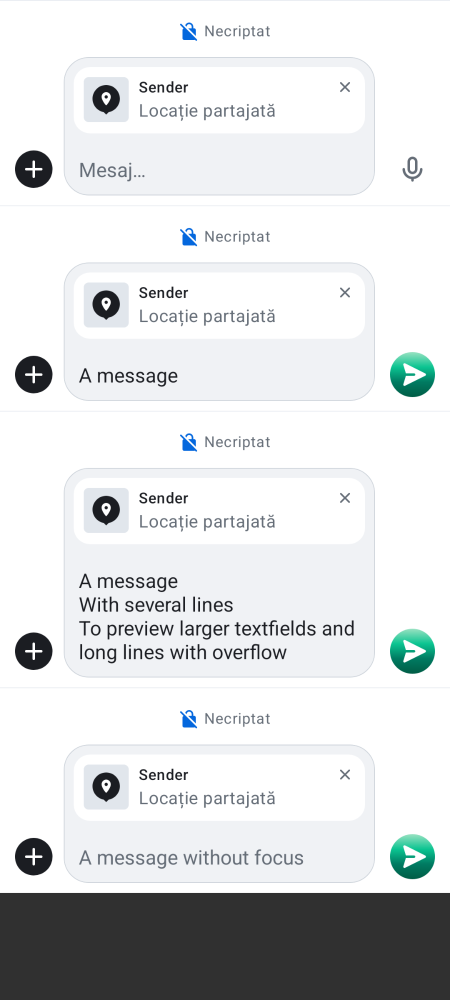 Necriptat
Sender
Locație partajată
Mesaj…
Necriptat
Sender
Locație partajată
A message
Necriptat
Sender
Locație partajată
A message
With several lines
To preview larger textfields and
long lines with overflow
Necriptat
Sender
Locație partajată
A message without focus